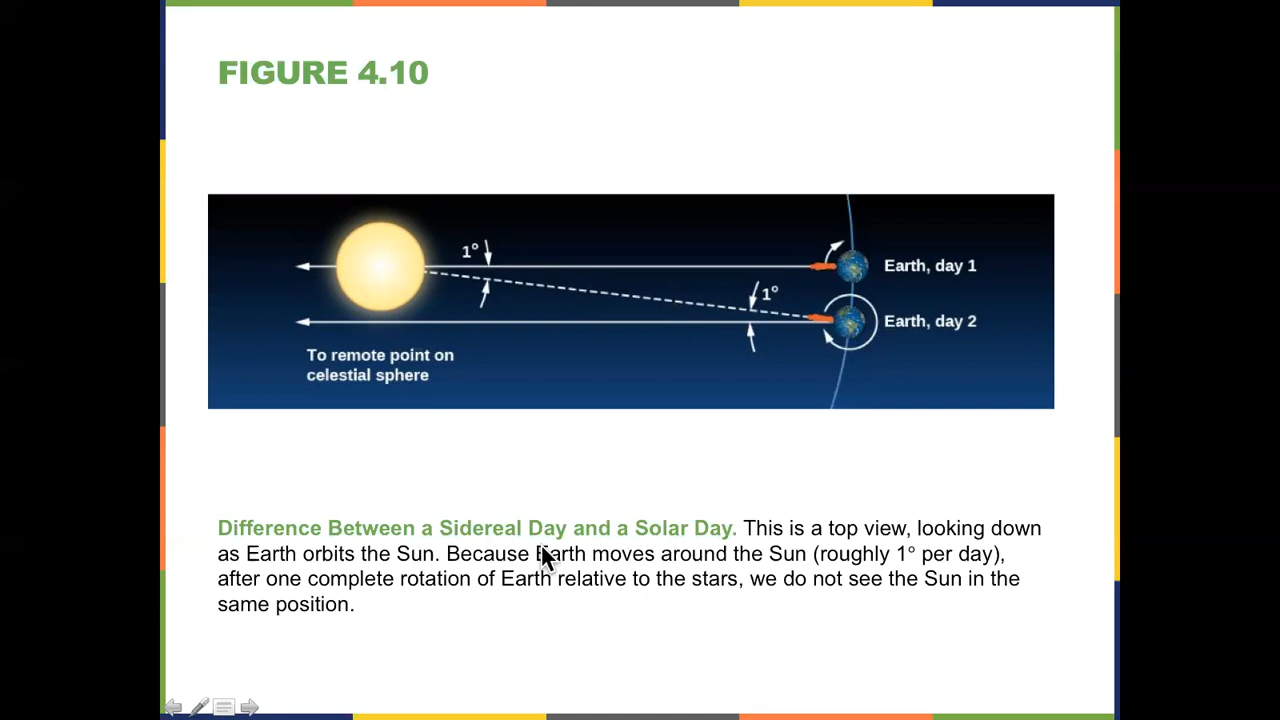 FIGURE 4.10
1°
Earth, day 1
1°
Earth, day 2
To remote point on
celestial sphere
Difference Between a Sidereal Day and a Solar Day. This is a top view, looking down
as Earth orbits the Sun. Because Earth moves around the Sun (roughly 1° per day),
after one complete rotation of Earth relative to the stars, we do not see the Sun in the
same position.